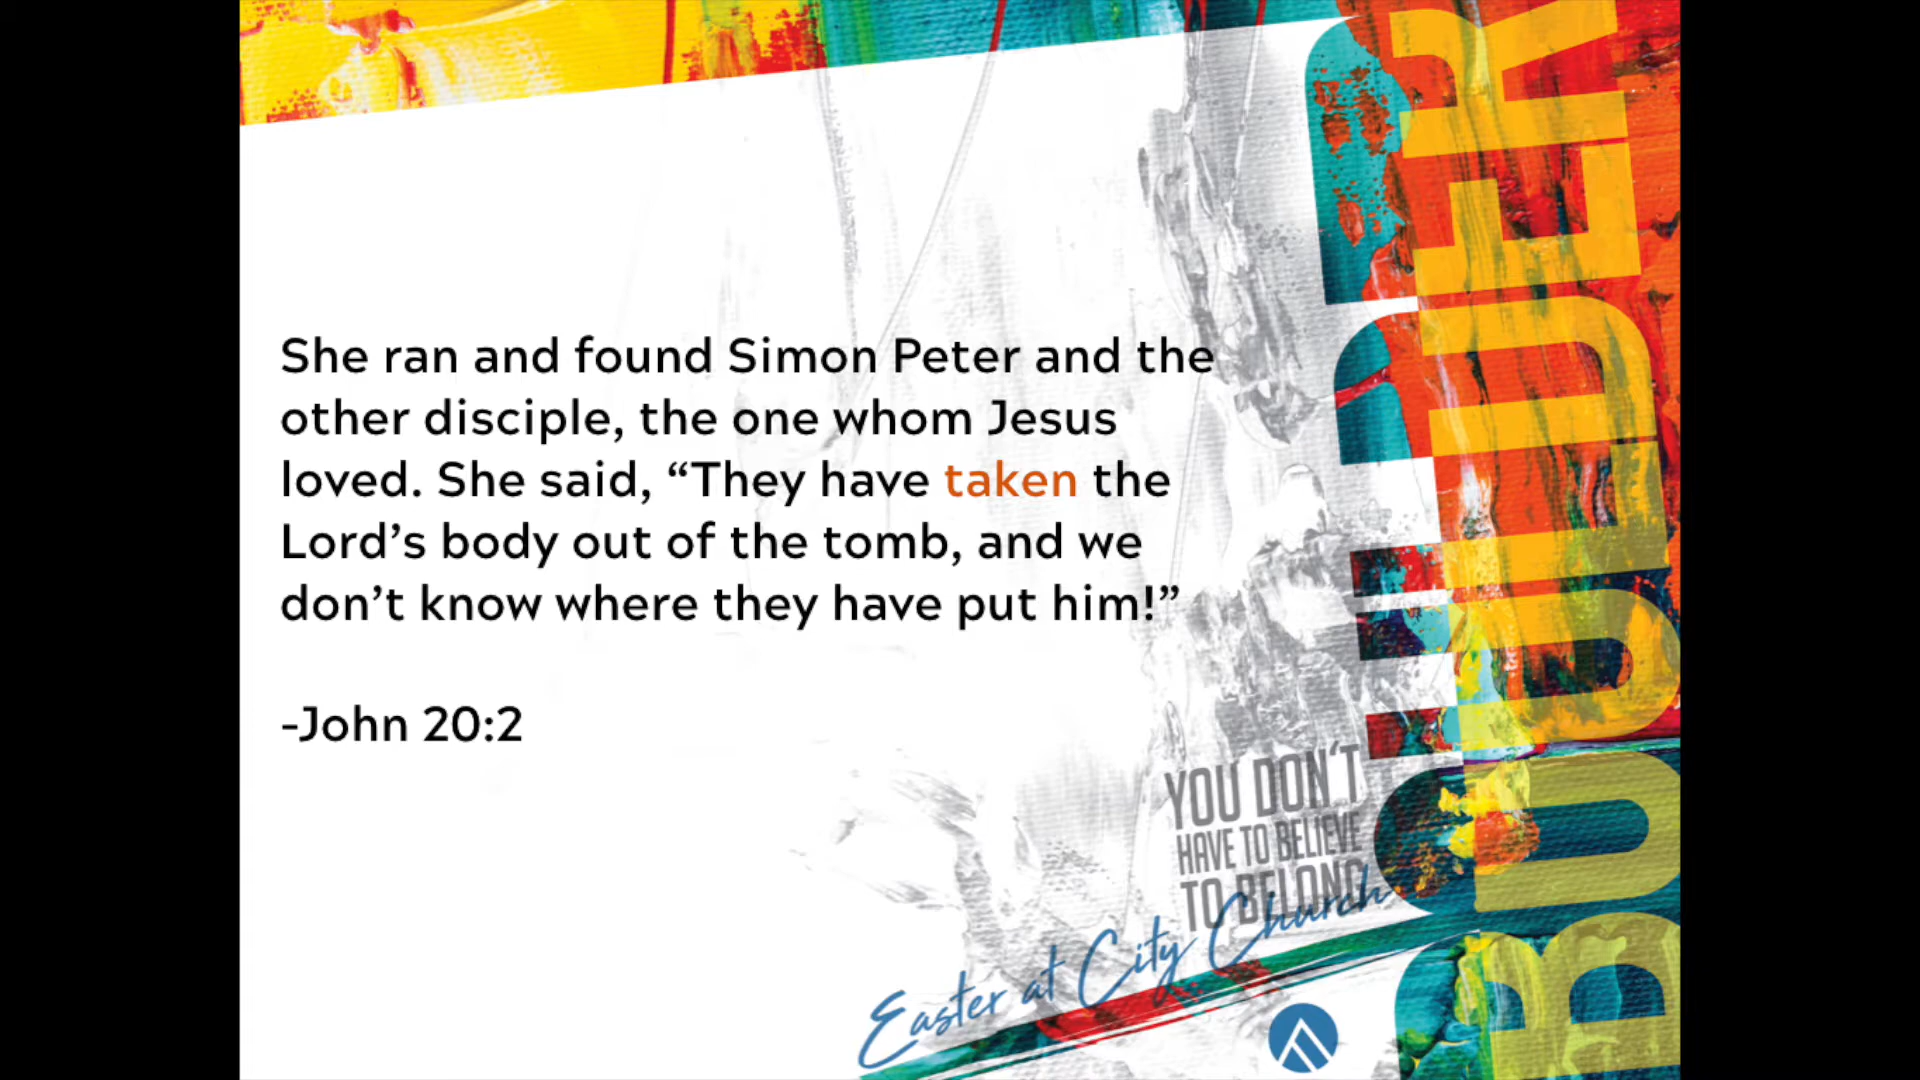 She ran and found Simon Peter and the
other disciple, the one whom Jesus
loved. She said, “They have taken the
Lord’s body out of the tomb, and we
don’t know where they have put him!”
-John 20:2
YOU DON'T
HAVE TO BELIEVE
TO BELONG
Easter at City Church